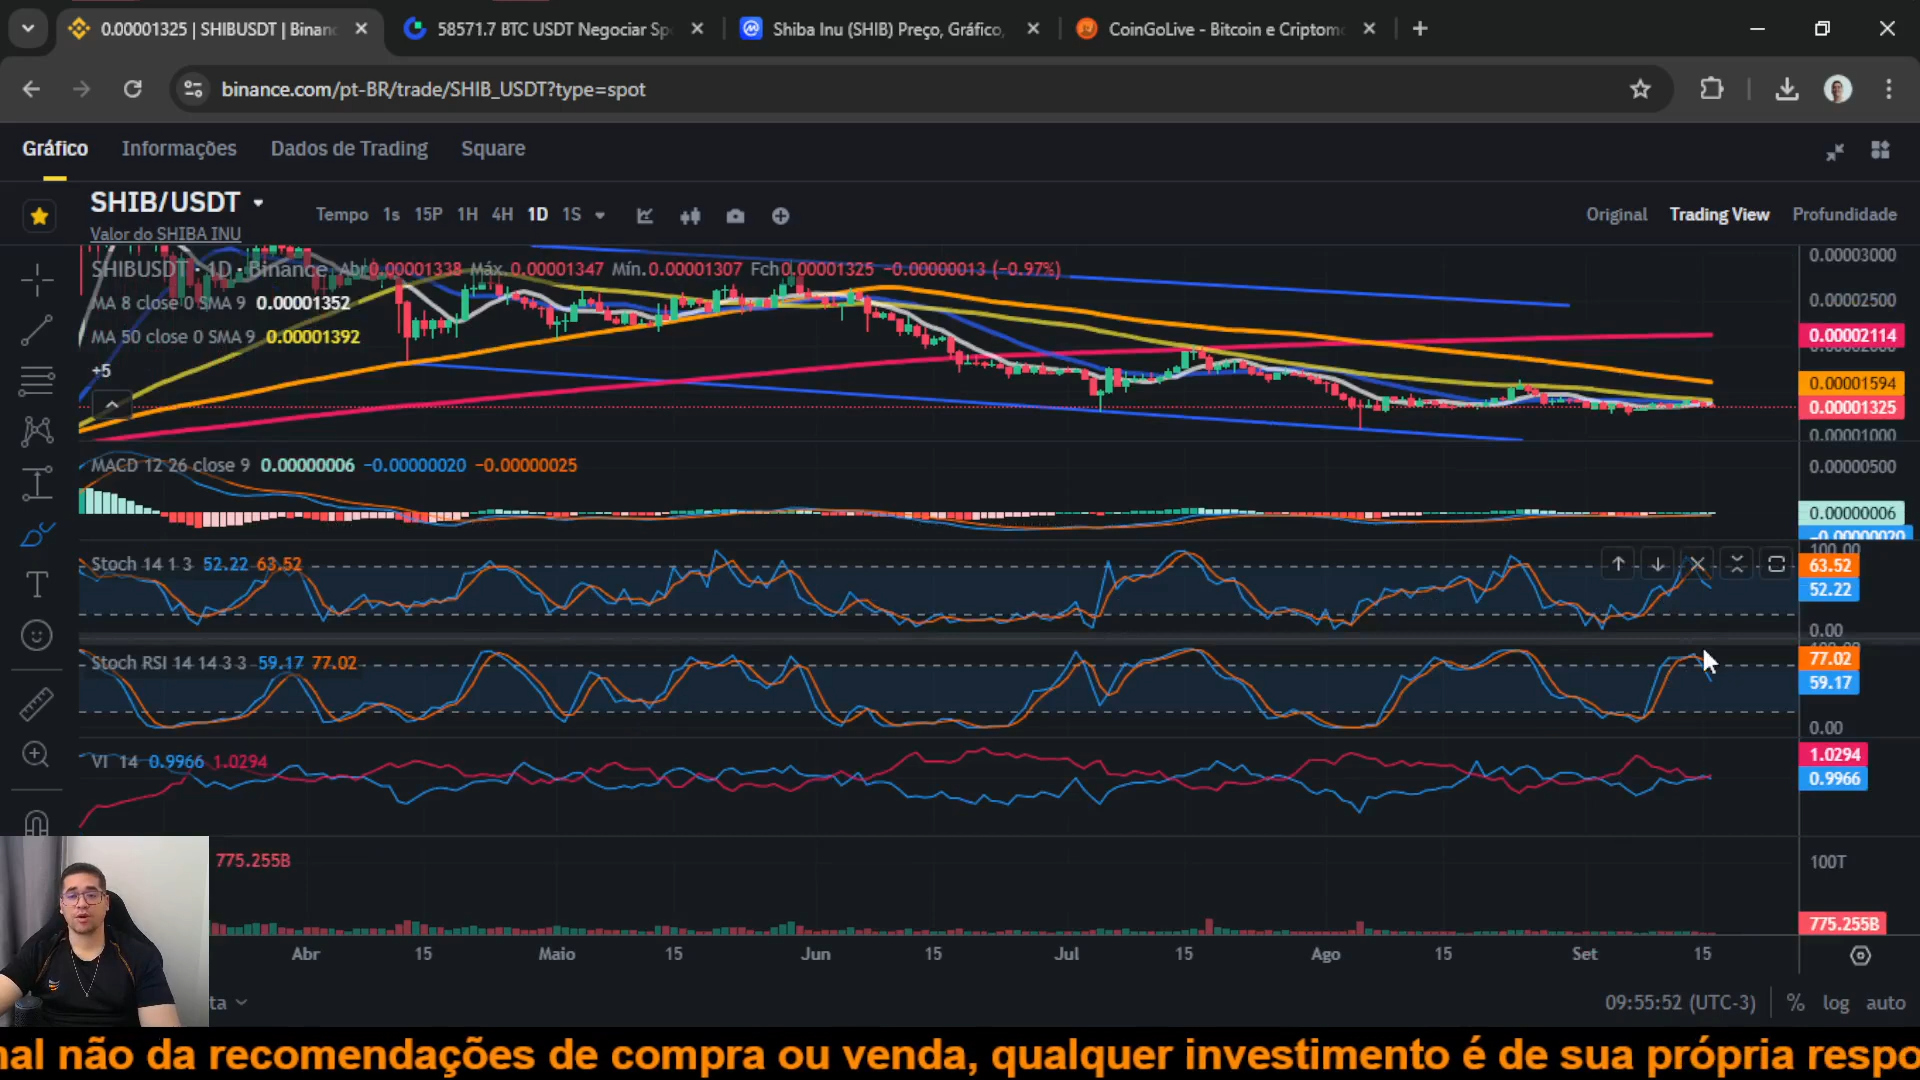 0.00001325 | SHIBUSDT | Binan
58571.7 BTC USDT Negociar Sp
Shiba Inu (SHIB) Preço, Gráfico,
CoinGoLive - Bitcoin e Criptom
binance.com/pt-BR/trade/SHIB_USDT?type=spot
Gráfico Informações Dados de Trading Square
SHIB/USDT
Valor do SHIBA INU
Tempo 1s 15P 1H 4H 1D 1S
Original Trading View Profundidade
SHIBUSDT · 1D · Binance Abr0.00001338 Máx.0.00001347 Mín.0.00001307 Fch0.00001325 −0.00000013 (−0.97%)
MA 8 close 0 SMA 9 0.00001352
MA 50 close 0 SMA 9 0.00001392
+5
0.00003000
0.00002500
0.00002114
0.00001594
0.00001325
0.00001000
MACD 12 26 close 9 0.00000006 −0.00000020 −0.00000025
0.00000500
0.00000006
−0.00000020
Stoch 14 1 3 52.22 63.52
100.00
63.52
52.22
0.00
Stoch RSI 14 14 3 3 59.17 77.02
77.02
59.17
0.00
VI 14 0.9966 1.0294
1.0294
0.9966
775.255B
100T
775.255B
Abr 15 Maio 15 Jun 15 Jul 15 Ago 15 Set 15
ta
09:55:52 (UTC-3) % log auto
nal não da recomendações de compra ou venda, qualquer investimento é de sua própria respo